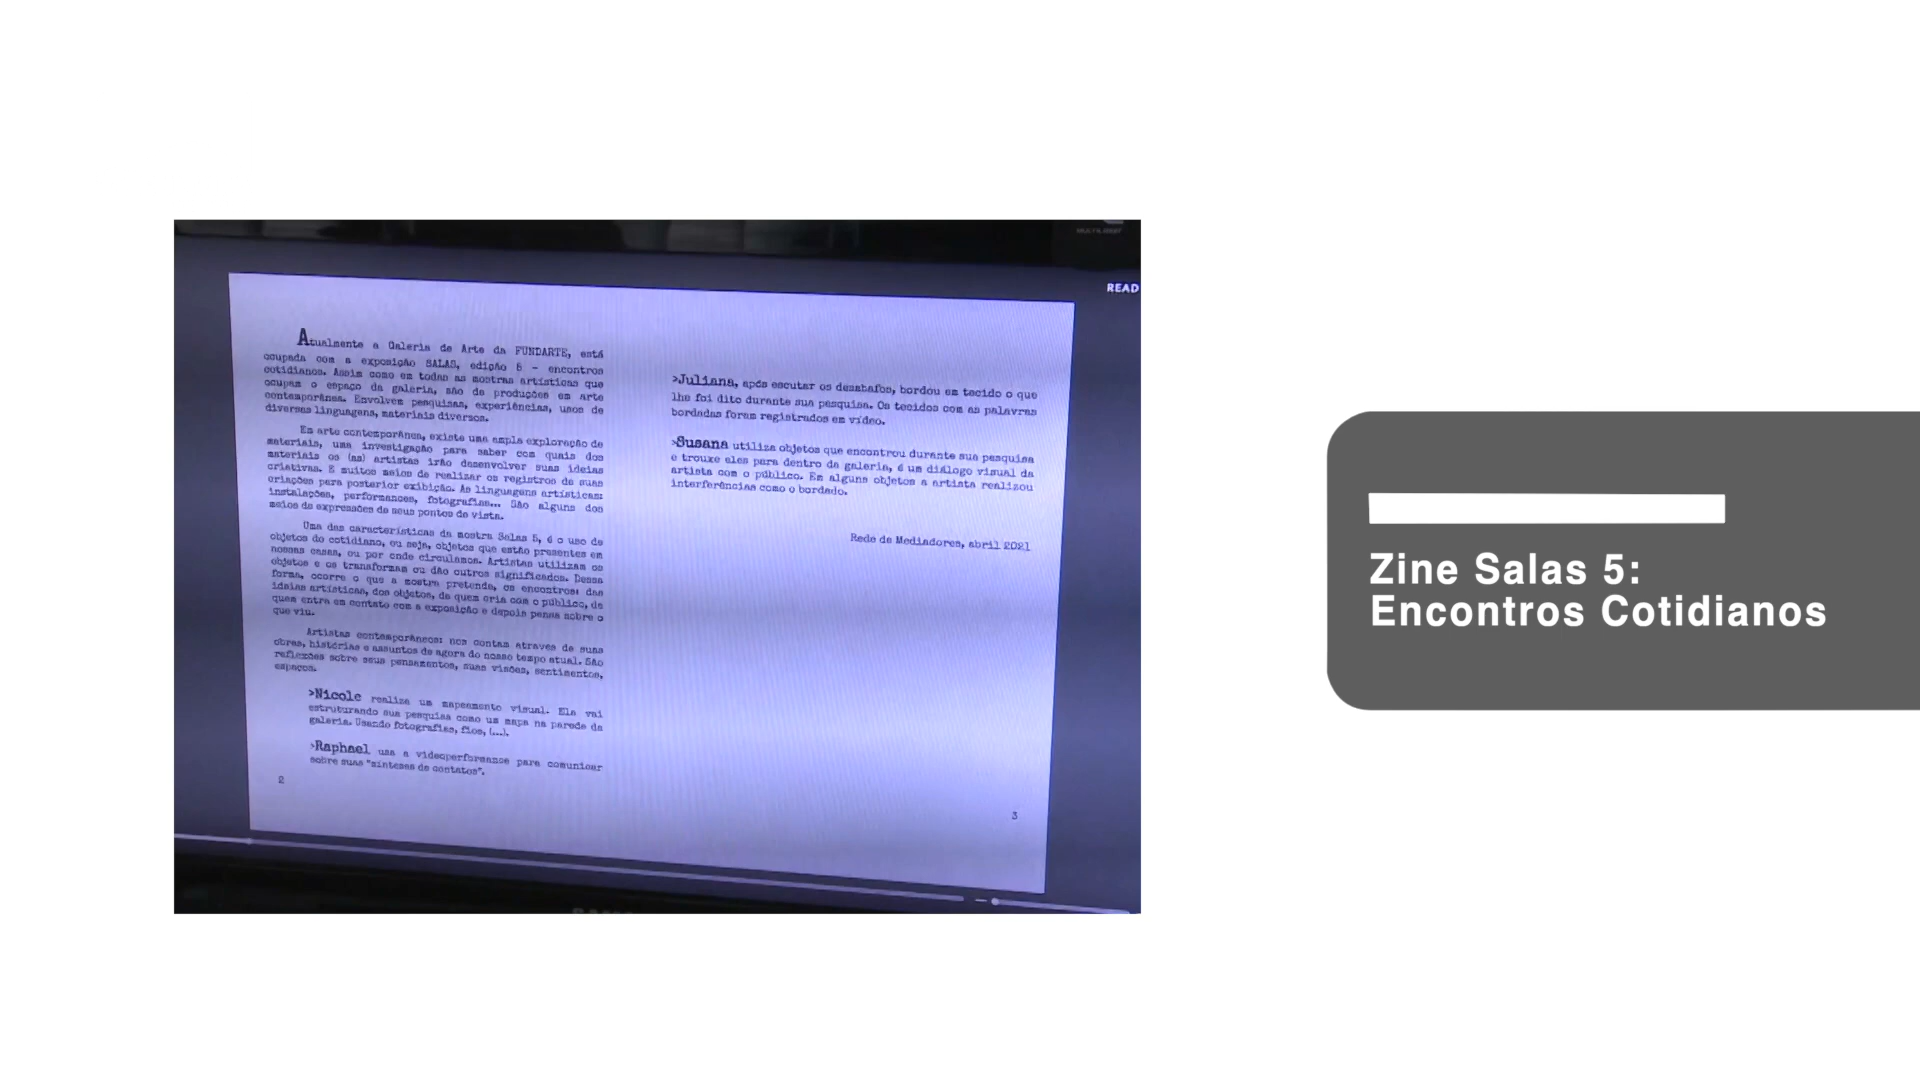 MULTILASER
READ
Atualmente a Galeria de Arte da FUNDARTE, está
ocupada com a exposição SALAS, edição 5 - encontros
cotidianos. Assim como em todas as mostras artísticas que
ocupam o espaço da galeria, são de produções em arte
contemporânea. Envolvem pesquisas, experiências, usos de
diversas linguagens, materiais diversos.
Em arte contemporânea, existe uma ampla exploração de
materiais, uma investigação para saber com quais dos
materiais os (as) artistas irão desenvolver suas ideias
criativas. E muitos meios de realizar os registros de suas
criações para posterior exibição. As linguagens artísticas:
instalações, performances, fotografias... São alguns dos
meios de expressões de seus pontos de vista.
Uma das características da mostra Salas 5, é o uso de
objetos do cotidiano, ou seja, objetos que estão presentes em
nossas casas, ou por onde circulamos. Artistas utilizam os
objetos e os transformam ou dão outros significados. Dessa
forma, ocorre o que a mostra pretende, os encontros: das
ideias artísticas, dos objetos, de quem cria com o público, de
quem entra em contato com a exposição e depois pensa sobre o
que viu.
Artistas contemporâneos: nos contam através de suas
obras, histórias e assuntos de agora do nosso tempo atual. São
reflexões sobre seus pensamentos, suas visões, sentimentos,
espaços.
>Nicole realiza um mapeamento visual. Ela vai
estruturando sua pesquisa como um mapa na parede da
galeria. Usando fotografias, fios, (...).
>Raphael usa a videoperformance para comunicar
sobre suas "sínteses de contatos".
2
>Juliana, após escutar os desabafos, bordou em tecido o que
lhe foi dito durante sua pesquisa. Os tecidos com as palavras
bordadas foram registrados em vídeo.
>Susana utiliza objetos que encontrou durante sua pesquisa
e trouxe eles para dentro da galeria, é um diálogo visual da
artista com o público. Em alguns objetos a artista realizou
interferências como o bordado.
Rede de Mediadores, abril 2021
3
Zine Salas 5:
Encontros Cotidianos